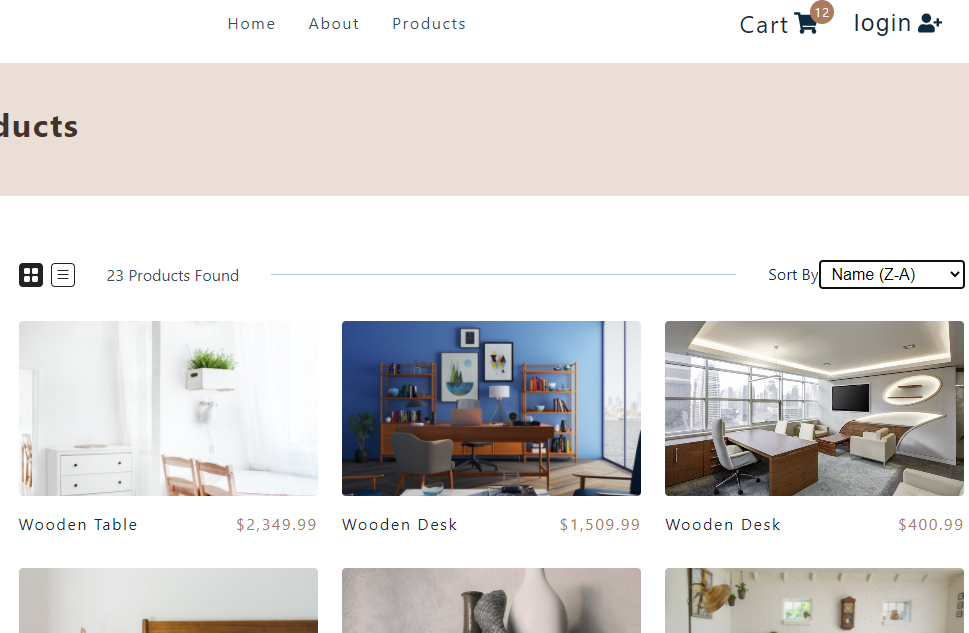 Home About Products Cart 12 login
ducts
23 Products Found Sort By Name (Z-A)
Wooden Table $2,349.99 Wooden Desk $1,509.99 Wooden Desk $400.99